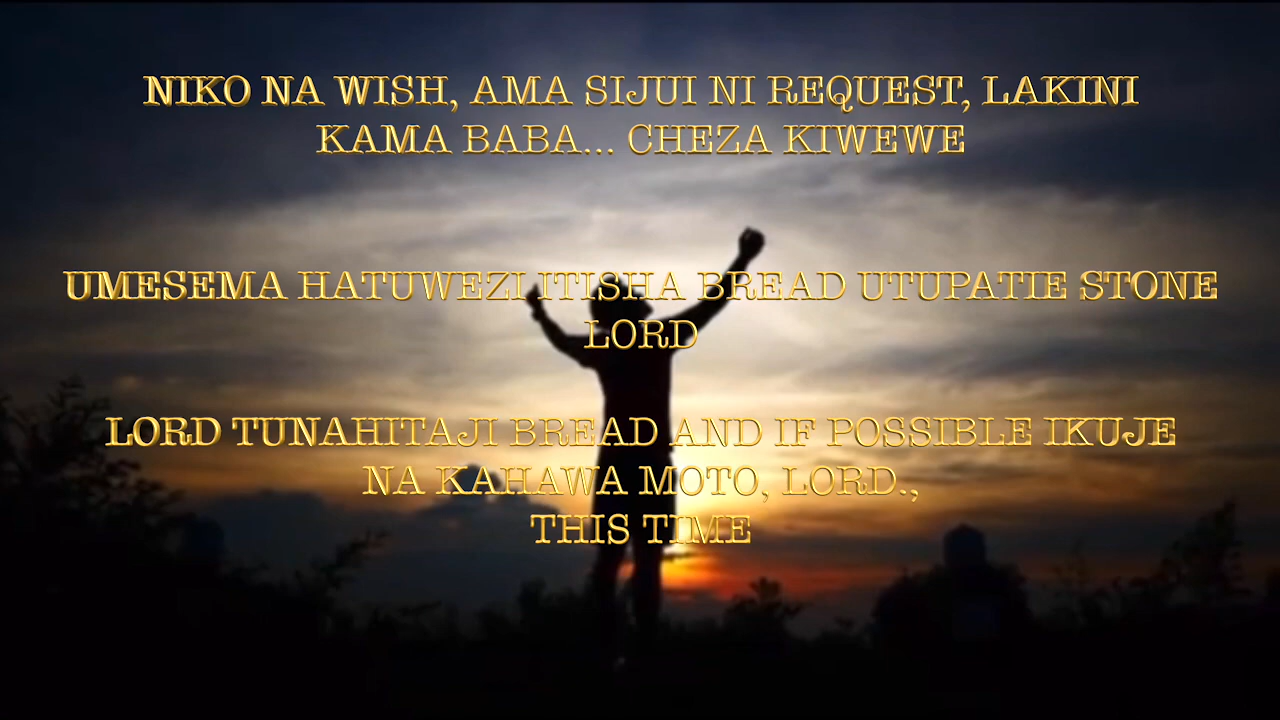 NIKO NA WISH, AMA SIJUI NI REQUEST, LAKINI
KAMA BABA... CHEZA KIWEWE
UMESEMA HATUWEZI ITISHA BREAD UTUPATIE STONE
LORD
LORD TUNAHITAJI BREAD AND IF POSSIBLE IKUJE
NA KAHAWA MOTO, LORD.,
THIS TIME